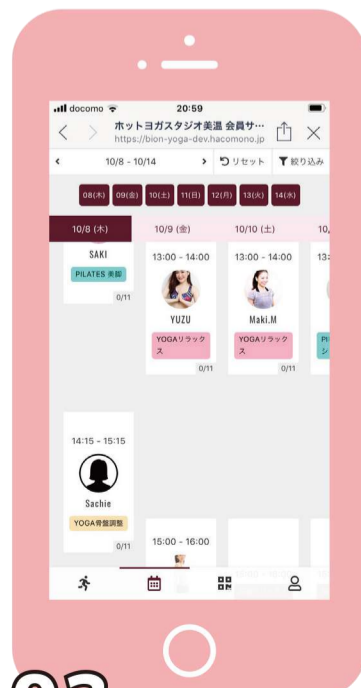 docomo 20:59
ホットヨガスタジオ美温 会員サ…
https://bion-yoga-dev.hacomono.jp
10/8 - 10/14 リセット 絞り込み
08(木) 09(金) 10(土) 11(日) 12(月) 13(火) 14(水)
10/8 (木) 10/9 (金) 10/10 (土) 10,
SAKI
PILATES 美脚
0/11
13:00 - 14:00
YUZU
YOGAリラック
ス
0/11
13:00 - 14:00
Maki.M
YOGAリラック
ス
0/11
13:
PI
シ
14:15 - 15:15
Sachie
YOGA骨盤調整
0/11
15:00 - 16:00